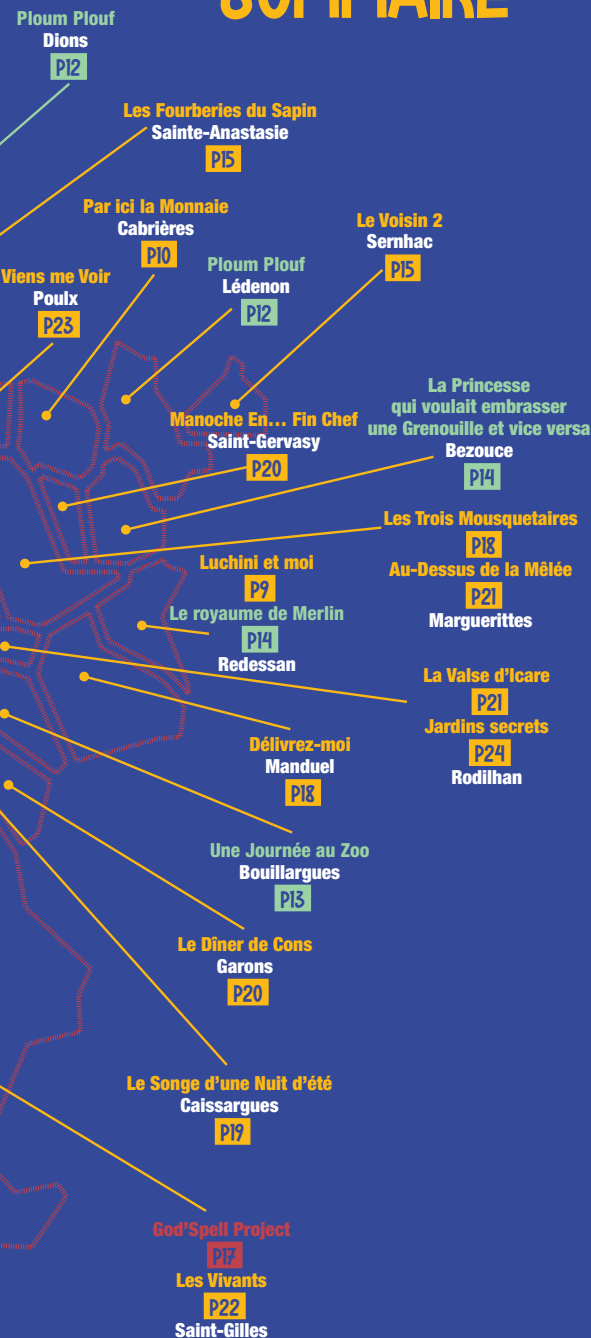 SOMMAIRE
Ploum Plouf
Dions
P12
Les Fourberies du Sapin
Sainte-Anastasie
P15
Par ici la Monnaie
Cabrières
P10
Le Voisin 2
Sernhac
P15
Ploum Plouf
Lédenon
P12
Viens me Voir
Poulx
P23
La Princesse
qui voulait embrasser
une Grenouille et vice versa
Bezouce
P14
Manoche En... Fin Chef
Saint-Gervasy
P20
Les Trois Mousquetaires
P18
Au-Dessus de la Mêlée
P21
Marguerittes
Luchini et moi
P9
Le royaume de Merlin
P14
Redessan
La Valse d'Icare
P21
Jardins secrets
P24
Rodilhan
Délivrez-moi
Manduel
P18
Une Journée au Zoo
Bouillargues
P13
Le Dîner de Cons
Garons
P20
Le Songe d'une Nuit d'été
Caissargues
P19
God'Spell Project
P17
Les Vivants
P22
Saint-Gilles